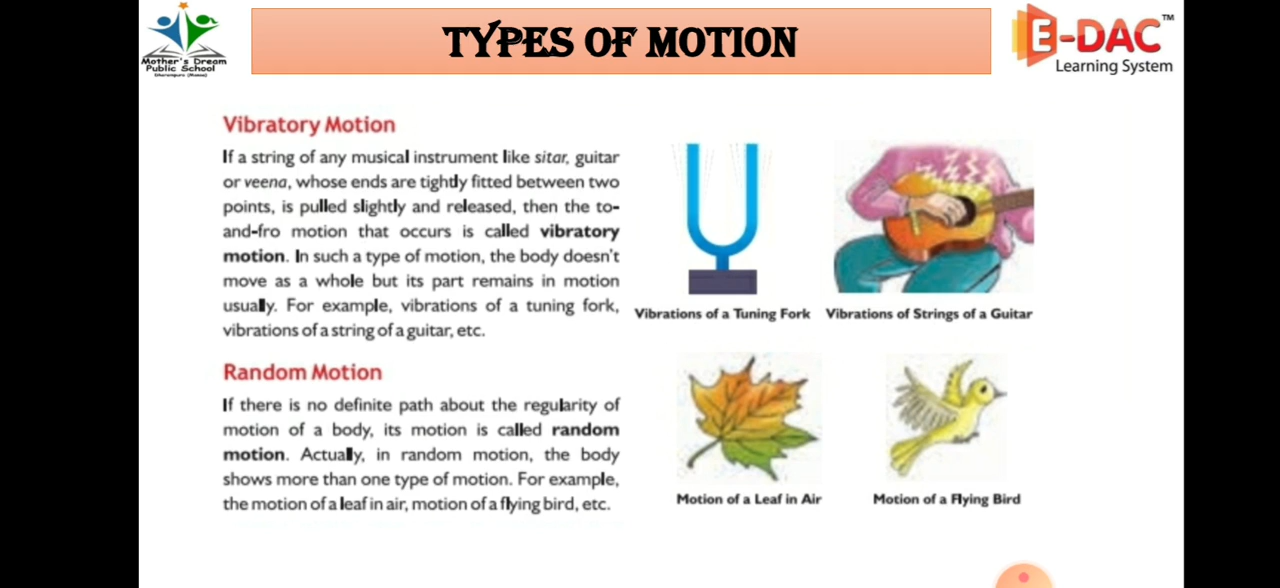 Mother's Dream
Public School
TYPES OF MOTION
E-DAC™
Learning System
Vibratory Motion
If a string of any musical instrument like sitar, guitar
or veena, whose ends are tightly fitted between two
points, is pulled slightly and released, then the to-
and-fro motion that occurs is called vibratory
motion. In such a type of motion, the body doesn't
move as a whole but its part remains in motion
usually. For example, vibrations of a tuning fork,
vibrations of a string of a guitar, etc.
Vibrations of a Tuning Fork
Vibrations of Strings of a Guitar
Random Motion
If there is no definite path about the regularity of
motion of a body, its motion is called random
motion. Actually, in random motion, the body
shows more than one type of motion. For example,
the motion of a leaf in air, motion of a flying bird, etc.
Motion of a Leaf in Air
Motion of a Flying Bird